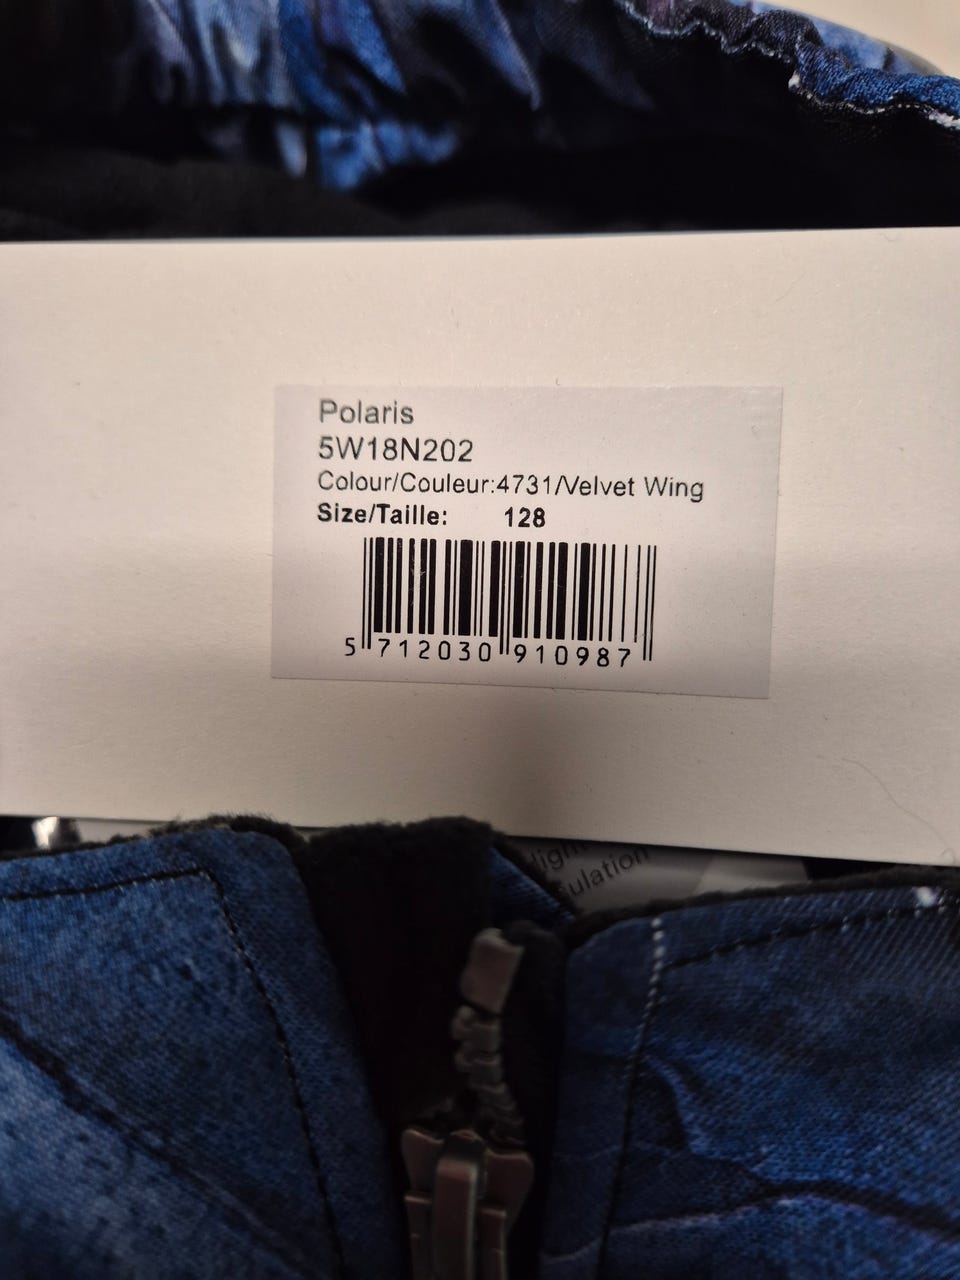 Polaris
5W18N202
Colour/Couleur:4731/Velvet Wing
Size/Taille: 128
5 712030 910987